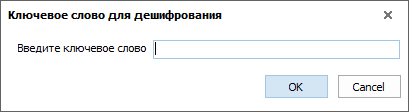 Ключевое слово для дешифрования
Введите ключевое слово
OK Cancel